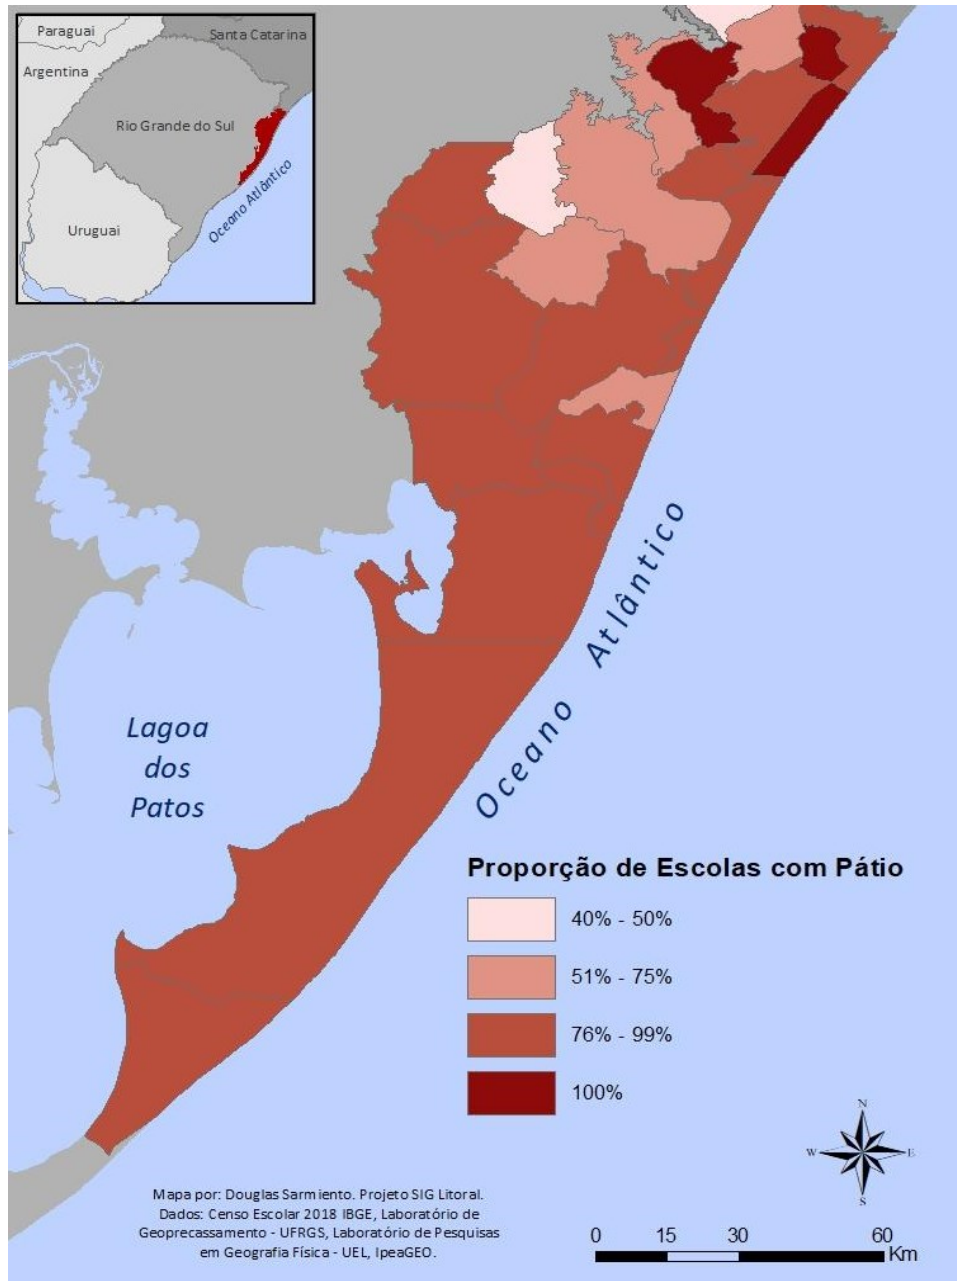 Paraguai
Santa Catarina
Argentina
Rio Grande do Sul
Uruguai
Oceano Atlântico
Oceano Atlântico
Lagoa
dos
Patos
Proporção de Escolas com Pátio
40% - 50%
51% - 75%
76% - 99%
100%
N
W
E
S
Mapa por: Douglas Sarmiento. Projeto SIG Litoral.
Dados: Censo Escolar 2018 IBGE, Laboratório de
Geoprecassamento - UFRGS, Laboratório de Pesquisas
em Geografia Física - UEL, IpeaGEO.
0 15 30 60
Km